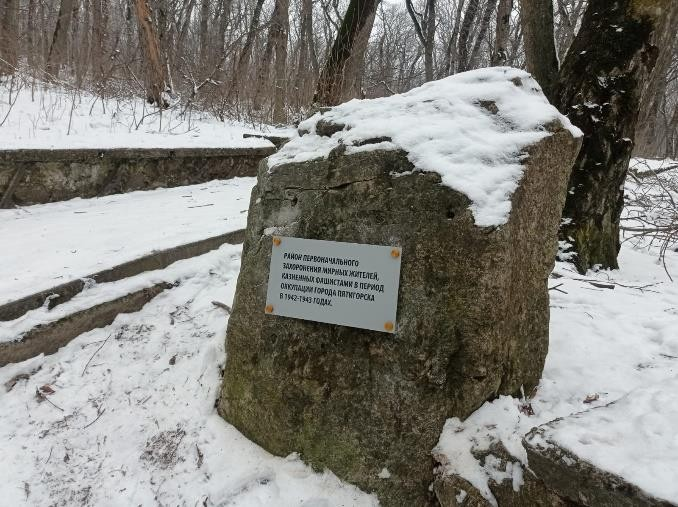 РАЙОН ПЕРВОНАЧАЛЬНОГО
ЗАХОРОНЕНИЯ МИРНЫХ ЖИТЕЛЕЙ,
КАЗНЕННЫХ ФАШИСТАМИ В ПЕРИОД
ОККУПАЦИИ ГОРОДА ПЯТИГОРСКА
В 1942-1943 ГОДАХ.